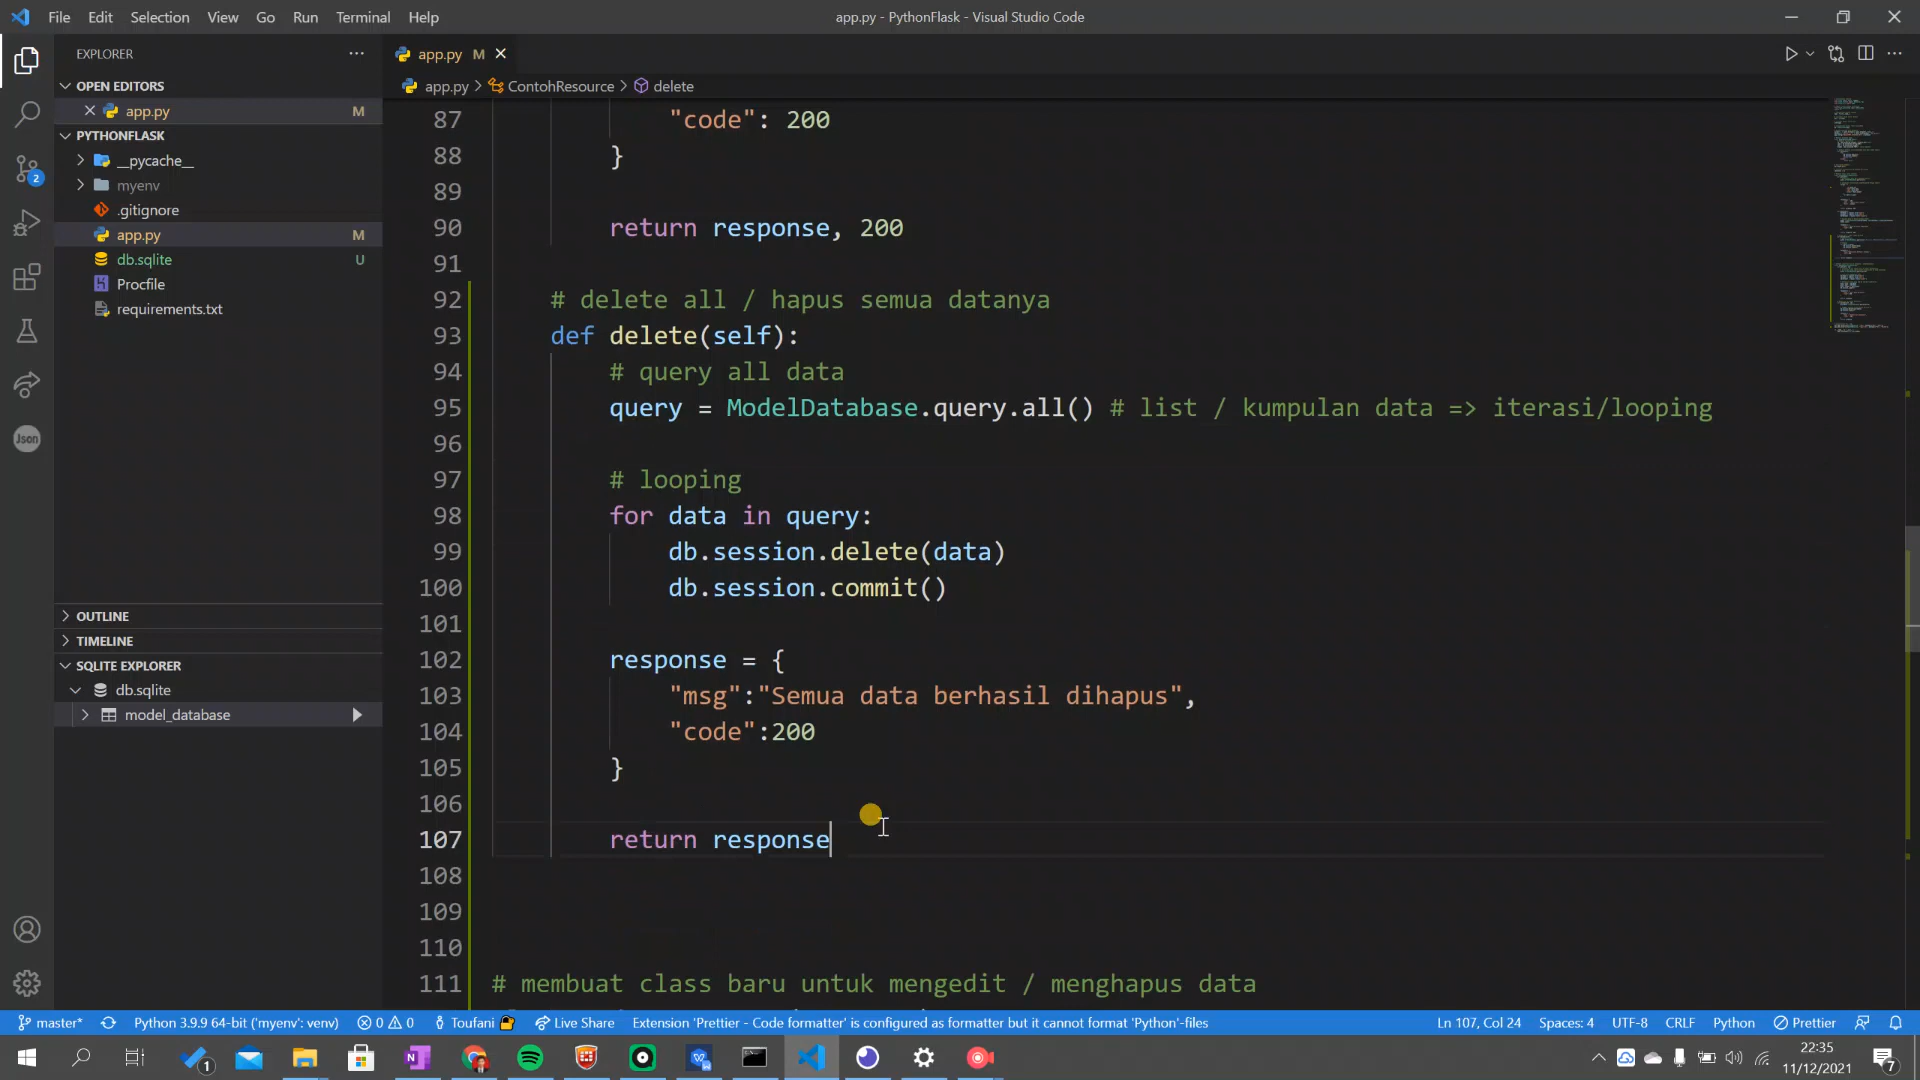 File Edit Selection View Go Run Terminal Help
app.py - PythonFlask - Visual Studio Code
EXPLORER
OPEN EDITORS
app.py M
PYTHONFLASK
__pycache__
myenv
.gitignore
app.py M
db.sqlite U
Procfile
requirements.txt
OUTLINE
TIMELINE
SQLITE EXPLORER
db.sqlite
model_database
Json
2
app.py M
app.py > ContohResource > delete
87 "code": 200
88 }
89
90 return response, 200
91
92 # delete all / hapus semua datanya
93 def delete(self):
94 # query all data
95 query = ModelDatabase.query.all() # list / kumpulan data => iterasi/looping
96
97 # looping
98 for data in query:
99 db.session.delete(data)
100 db.session.commit()
101
102 response = {
103 "msg":"Semua data berhasil dihapus",
104 "code":200
105 }
106
107 return response
108
109
110
111 # membuat class baru untuk mengedit / menghapus data
master* Python 3.9.9 64-bit ('myenv': venv) 0 0 Toufani Live Share Extension 'Prettier - Code formatter' is configured as formatter but it cannot format 'Python'-files Ln 107, Col 24 Spaces: 4 UTF-8 CRLF Python Prettier
1
22:35
11/12/2021
7